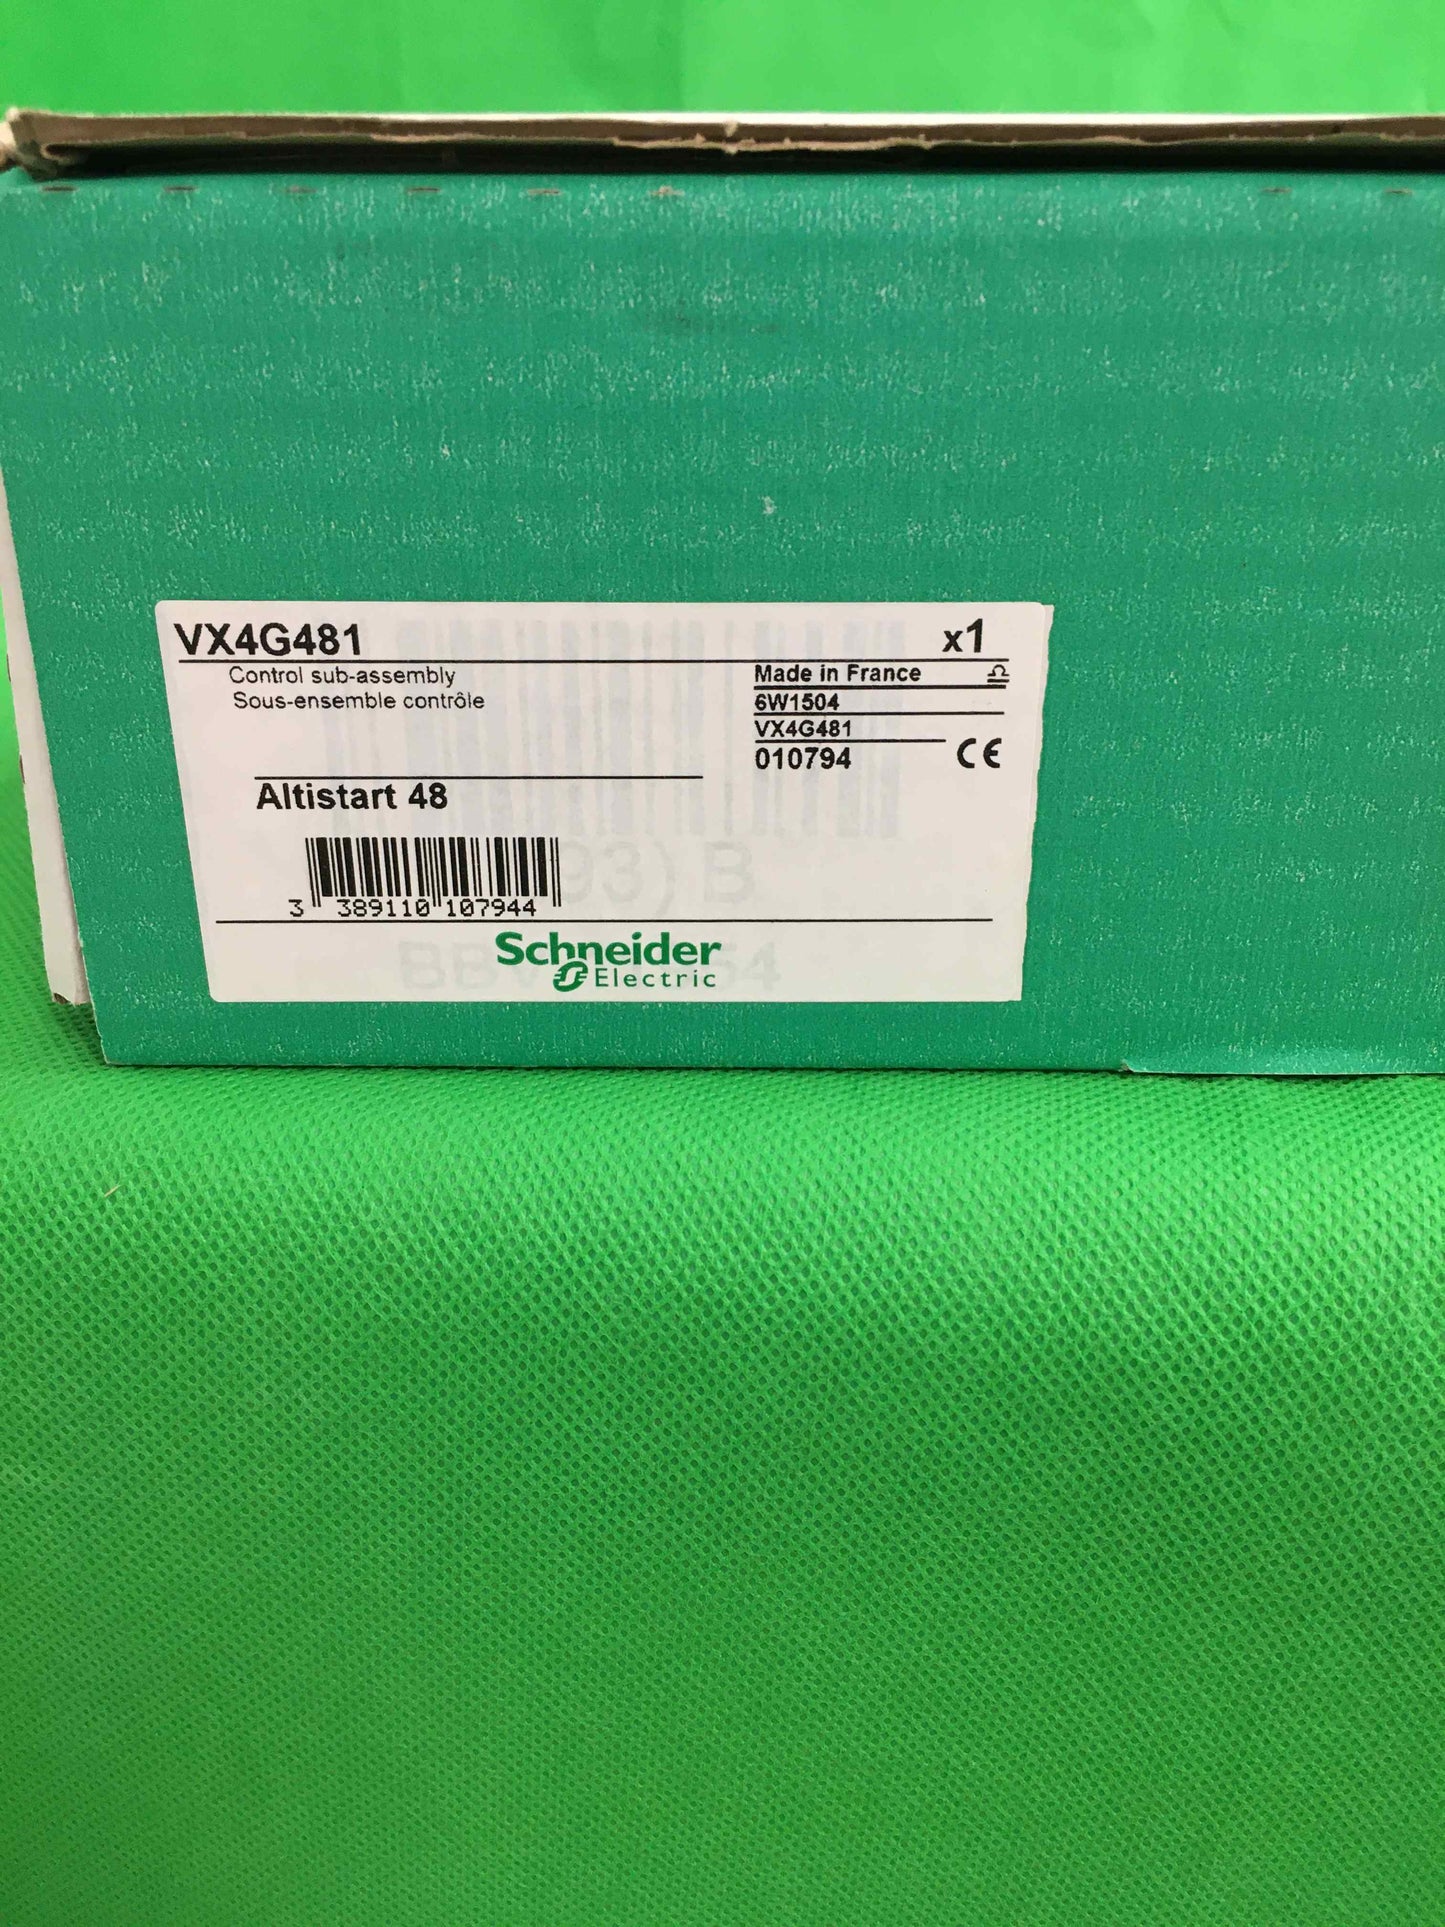 VX4G481 x1
Control sub-assembly
Sous-ensemble contrôle
Made in France
6W1504
VX4G481
010794 CE
Altistart 48
3 389110 107944
93) B
Schneider
Electric